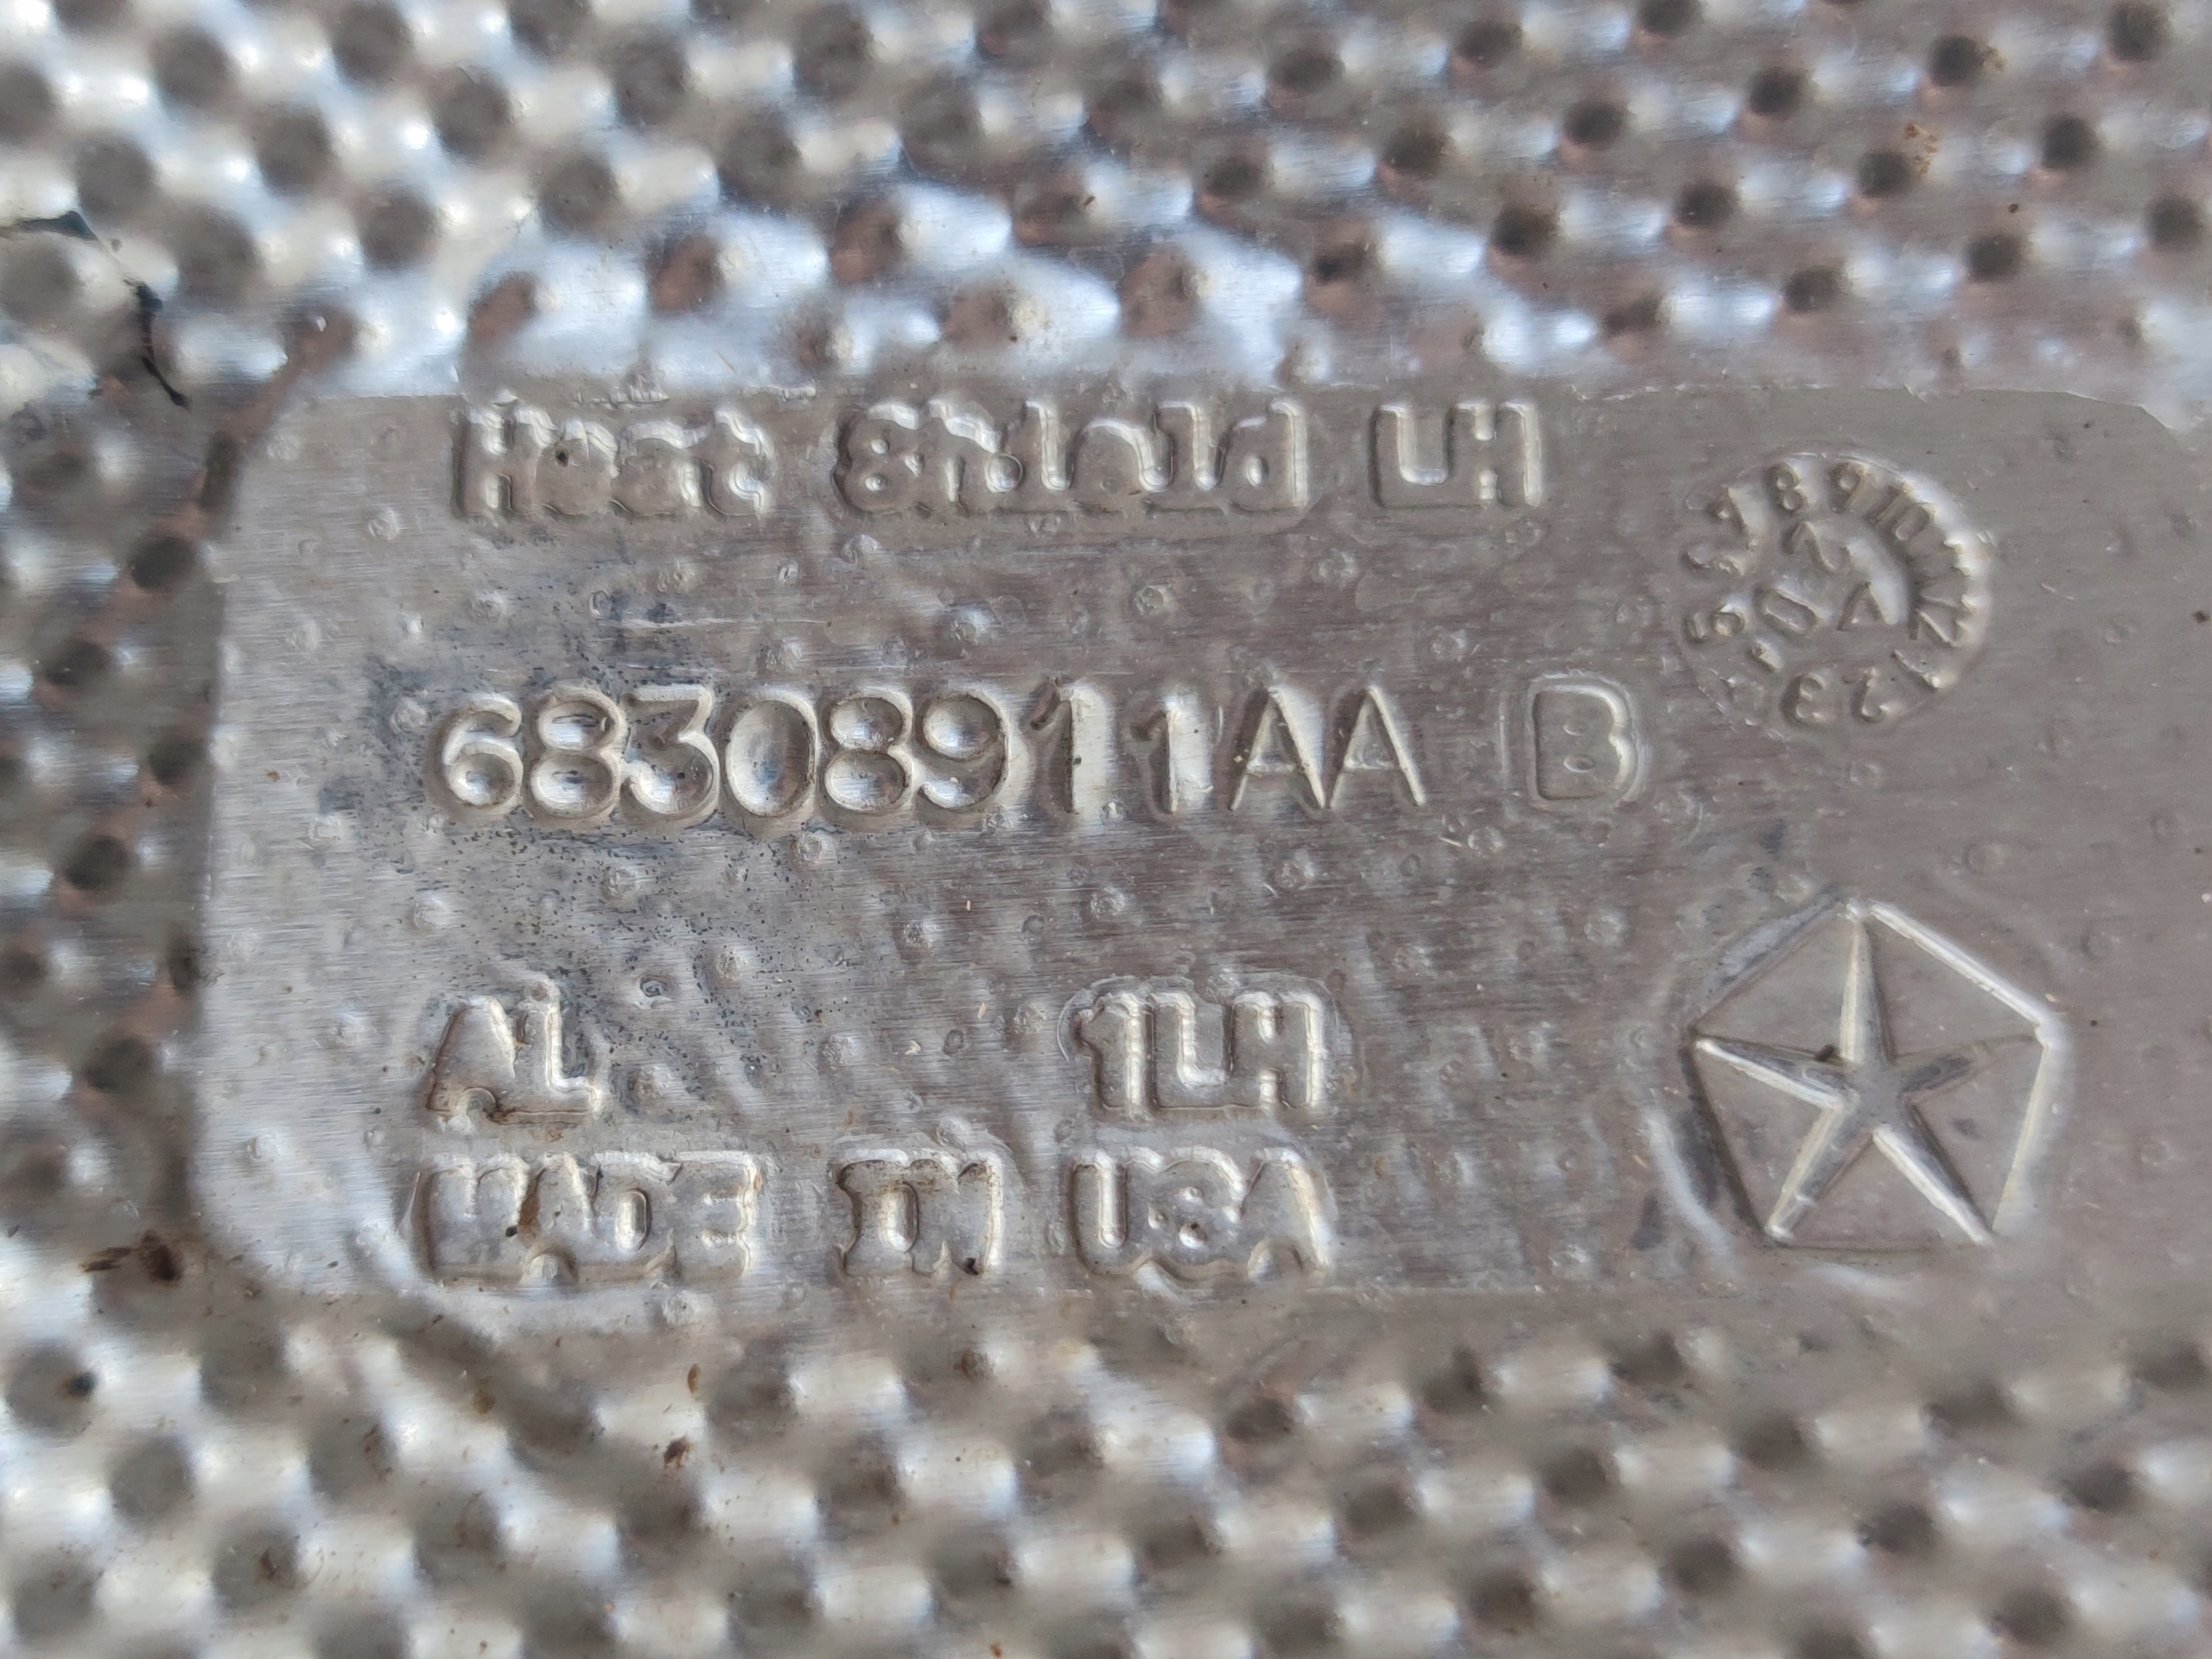 Heat Shield LH
68308911AA B
AL 1LH
MADE IN USA